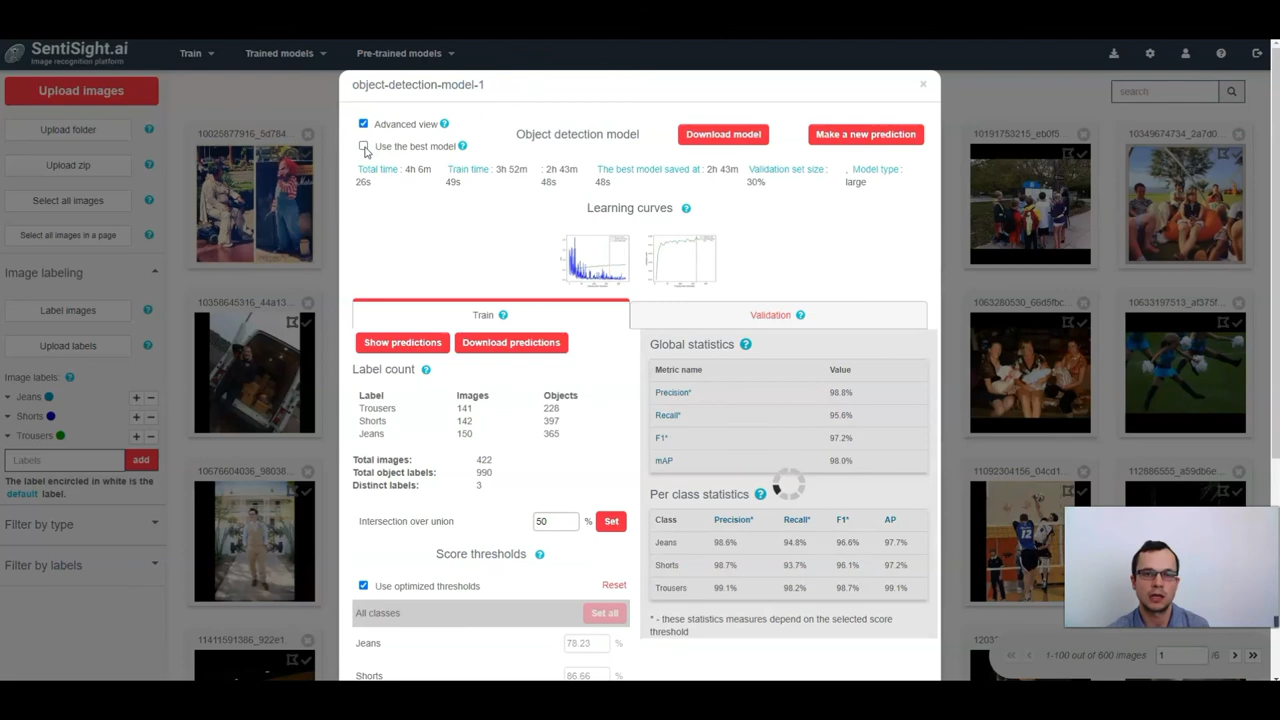 SentiSight.ai
Image recognition platform
Train
Trained models
Pre-trained models
Upload images
Upload folder
Upload zip
Select all images
Select all images in a page
Image labeling
Label images
Upload labels
Image labels:
Jeans
Shorts
Trousers
Labels
add
The label encircled in white is the
default label.
Filter by type
Filter by labels
10025877916_5d784...
10358645316_44a13...
10676604036_98038...
11411591386_922e1...
object-detection-model-1
×
Advanced view
Use the best model
Object detection model
Download model
Make a new prediction
Total time : 4h 6m
26s
Train time : 3h 52m
49s
: 2h 43m
48s
The best model saved at : 2h 43m
48s
Validation set size :
30%
, Model type :
large
Learning curves
Train
Validation
Show predictions
Download predictions
Label count
Label Images Objects
Trousers 141 228
Shorts 142 397
Jeans 150 365
Total images: 422
Total object labels: 990
Distinct labels: 3
Intersection over union 50 % Set
Score thresholds
Use optimized thresholds
Reset
All classes
Set all
Jeans 78.23 %
Shorts 86.66 %
Global statistics
Metric name Value
Precision* 98.8%
Recall* 95.6%
F1* 97.2%
mAP 98.0%
Per class statistics
Class Precision* Recall* F1* AP
Jeans 98.6% 94.8% 96.6% 97.7%
Shorts 98.7% 93.7% 96.1% 97.2%
Trousers 99.1% 98.2% 98.7% 99.1%
* - these statistics measures depend on the selected score
threshold
search
10191753215_eb0f5...
10349674734_2a7d0...
1063280530_66d5fbc...
10633197513_af375f...
11092304156_04cd1...
112886555_a59db6e...
12
1-100 out of 600 images
1
/6